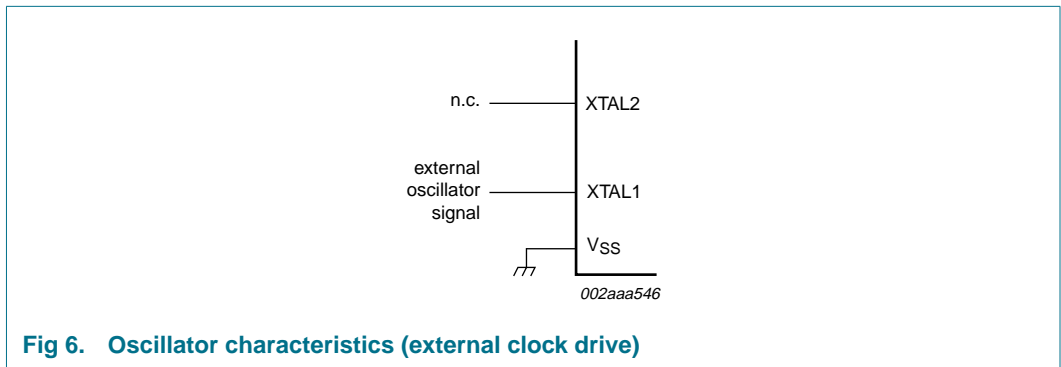 n.c.
XTAL2
external
oscillator
signal
XTAL1
VSS
002aaa546
Fig 6. Oscillator characteristics (external clock drive)